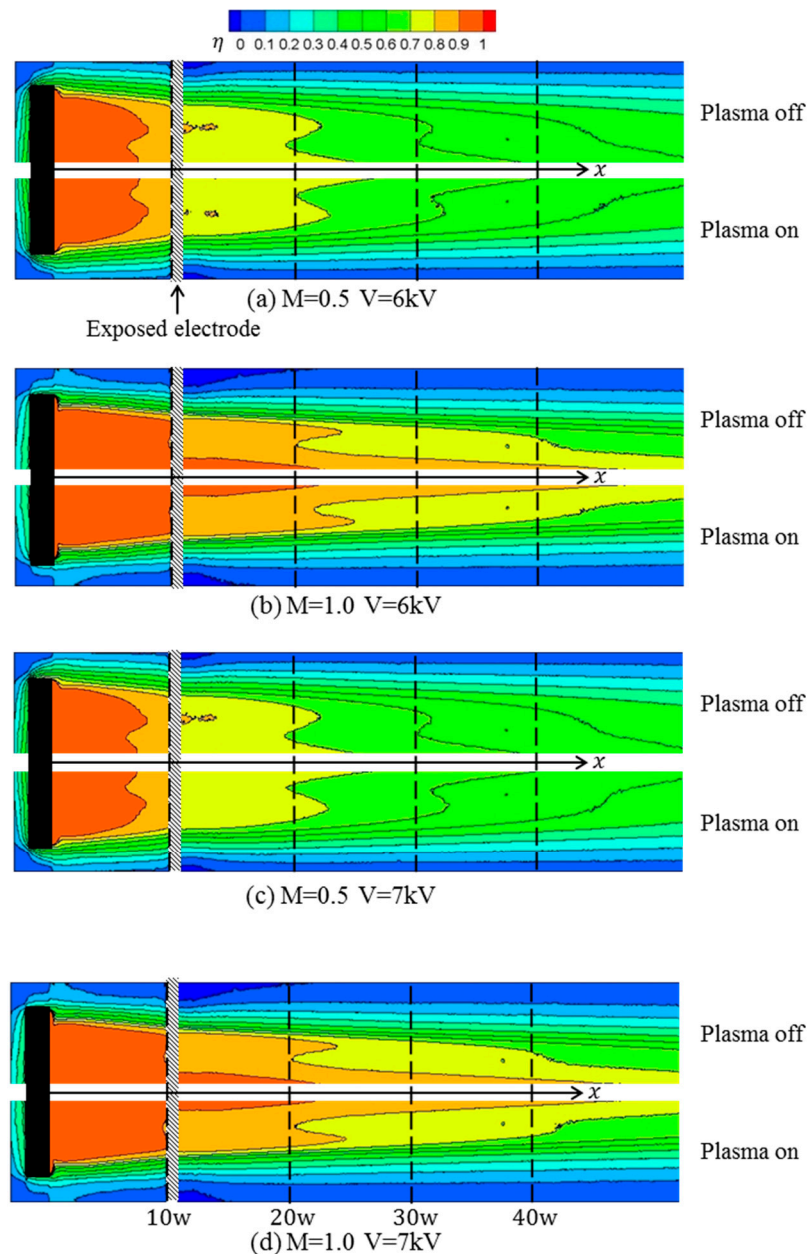 η 0 0.1 0.2 0.3 0.4 0.5 0.6 0.7 0.8 0.9 1
Plasma off
x
Plasma on
(a) M=0.5 V=6kV
Exposed electrode
Plasma off
x
Plasma on
(b) M=1.0 V=6kV
Plasma off
x
Plasma on
(c) M=0.5 V=7kV
Plasma off
x
Plasma on
10w 20w 30w 40w
(d) M=1.0 V=7kV